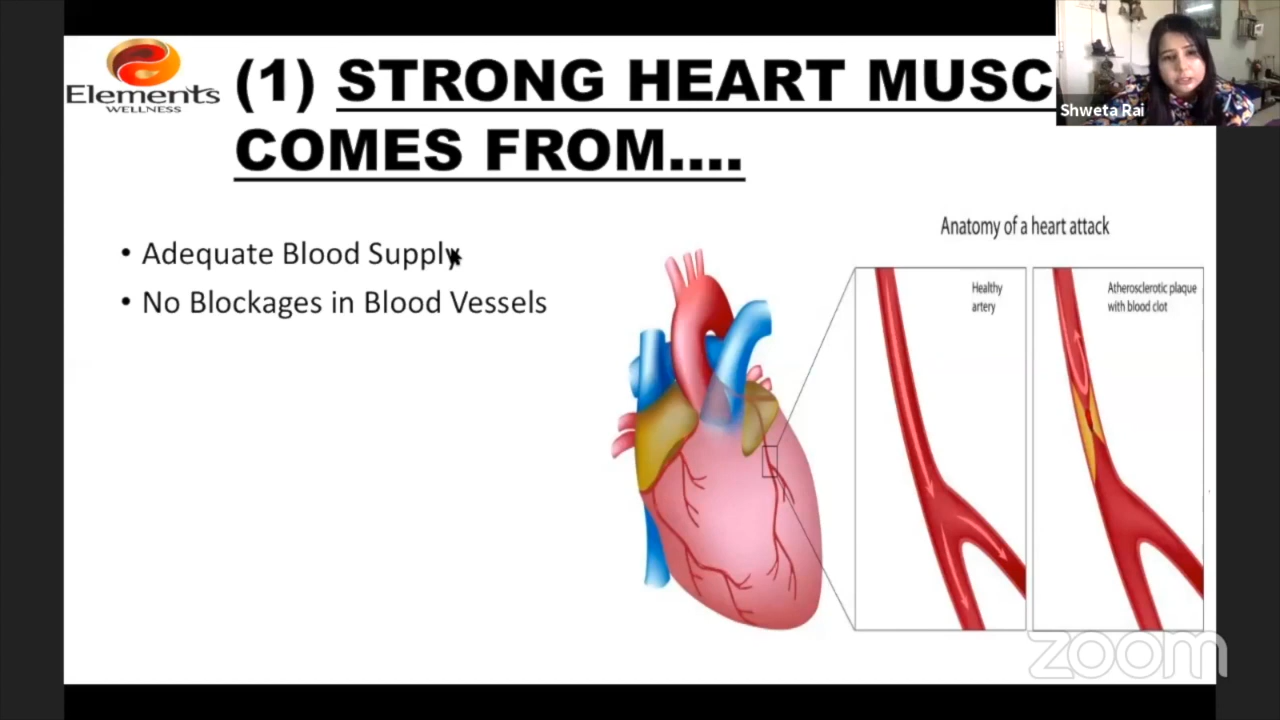 Elements
WELLNESS
(1) STRONG HEART MUSC
COMES FROM....
Shweta Rai
• Adequate Blood Supply
• No Blockages in Blood Vessels
Anatomy of a heart attack
Healthy
artery
Atherosclerotic plaque
with blood clot
zoom